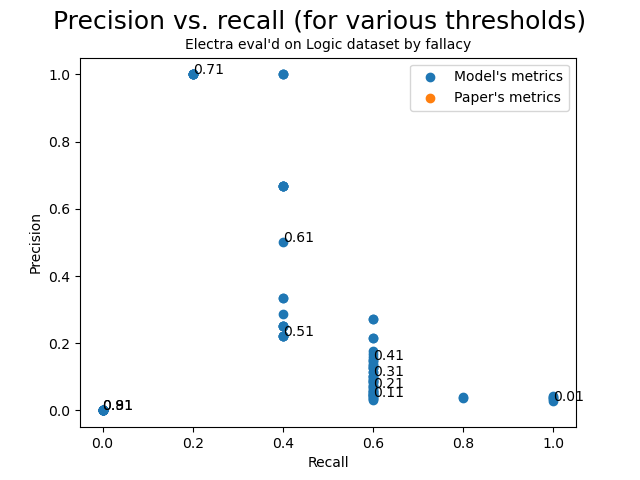 Precision vs. recall (for various thresholds)
Electra eval'd on Logic dataset by fallacy
Model's metrics
Paper's metrics
1.0
0.8
0.6
0.4
0.2
0.0
Precision
0.71
0.61
0.51
0.41
0.31
0.21
0.11
0.01
0.0 0.2 0.4 0.6 0.8 1.0
Recall